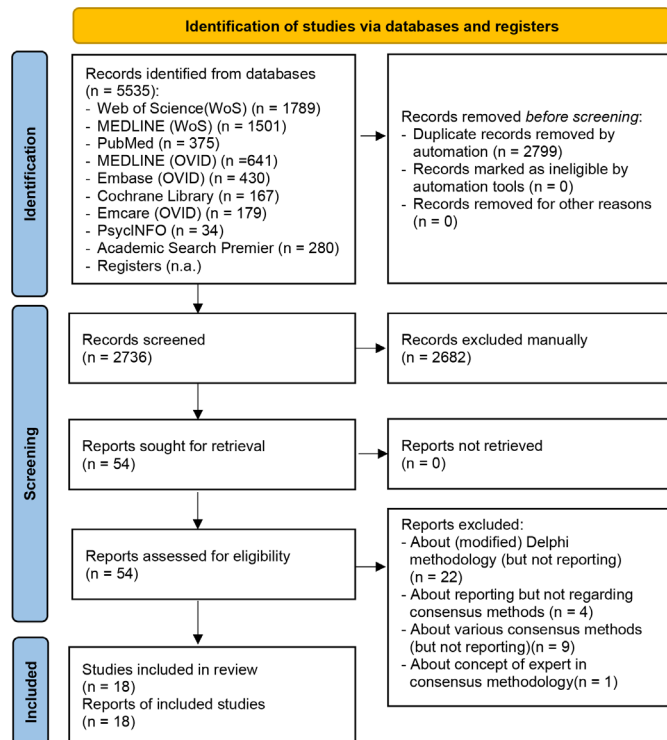 Identification of studies via databases and registers
Identification
Records identified from databases
(n = 5535):
- Web of Science(WoS) (n = 1789)
- MEDLINE (WoS) (n = 1501)
- PubMed (n = 375)
- MEDLINE (OVID) (n =641)
- Embase (OVID) (n = 430)
- Cochrane Library (n = 167)
- Emcare (OVID) (n = 179)
- PsycINFO (n = 34)
- Academic Search Premier (n = 280)
- Registers (n.a.)
Records removed before screening:
- Duplicate records removed by
automation (n = 2799)
- Records marked as ineligible by
automation tools (n = 0)
- Records removed for other reasons
(n = 0)
Screening
Records screened
(n = 2736)
Records excluded manually
(n = 2682)
Reports sought for retrieval
(n = 54)
Reports not retrieved
(n = 0)
Reports assessed for eligibility
(n = 54)
Reports excluded:
- About (modified) Delphi
methodology (but not reporting)
(n = 22)
- About reporting but not regarding
consensus methods (n = 4)
- About various consensus methods
(but not reporting)(n = 9)
- About concept of expert in
consensus methodology(n = 1)
Included
Studies included in review
(n = 18)
Reports of included studies
(n = 18)